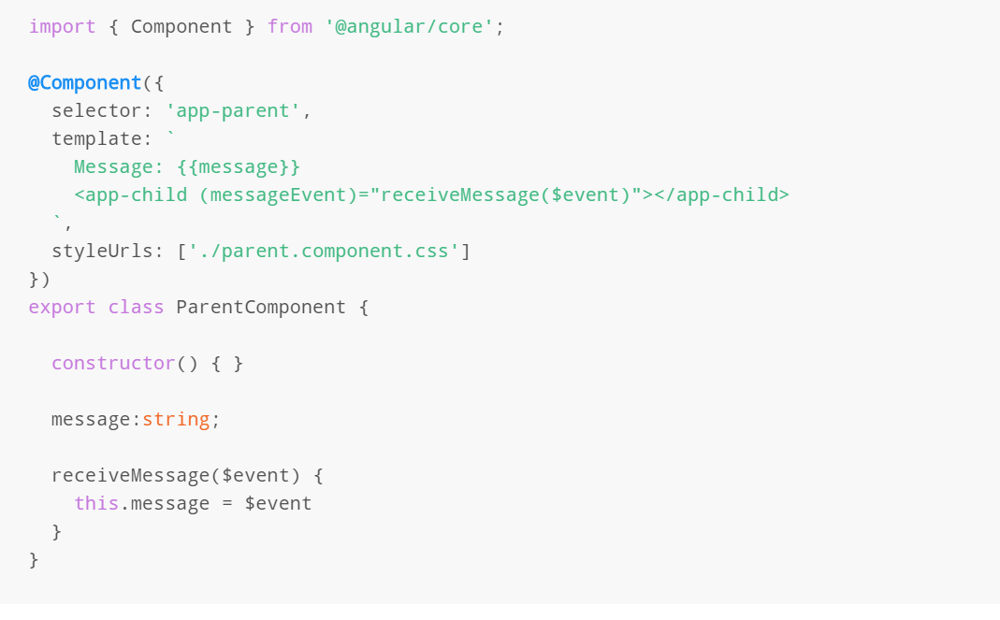 import { Component } from '@angular/core';

@Component({
  selector: 'app-parent',
  template: `
    Message: {{message}}
    <app-child (messageEvent)="receiveMessage($event)"></app-child>
  `,
  styleUrls: ['./parent.component.css']
})
export class ParentComponent {

  constructor() { }

  message:string;

  receiveMessage($event) {
    this.message = $event
  }
}